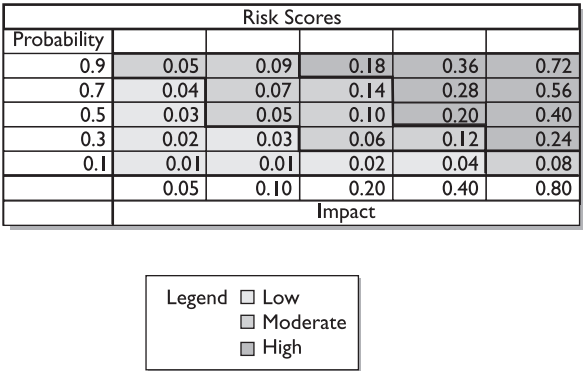 Risk Scores
Probability
0.9 0.05 0.09 0.18 0.36 0.72
0.7 0.04 0.07 0.14 0.28 0.56
0.5 0.03 0.05 0.10 0.20 0.40
0.3 0.02 0.03 0.06 0.12 0.24
0.1 0.01 0.01 0.02 0.04 0.08
0.05 0.10 0.20 0.40 0.80
Impact
Legend Low
Moderate
High